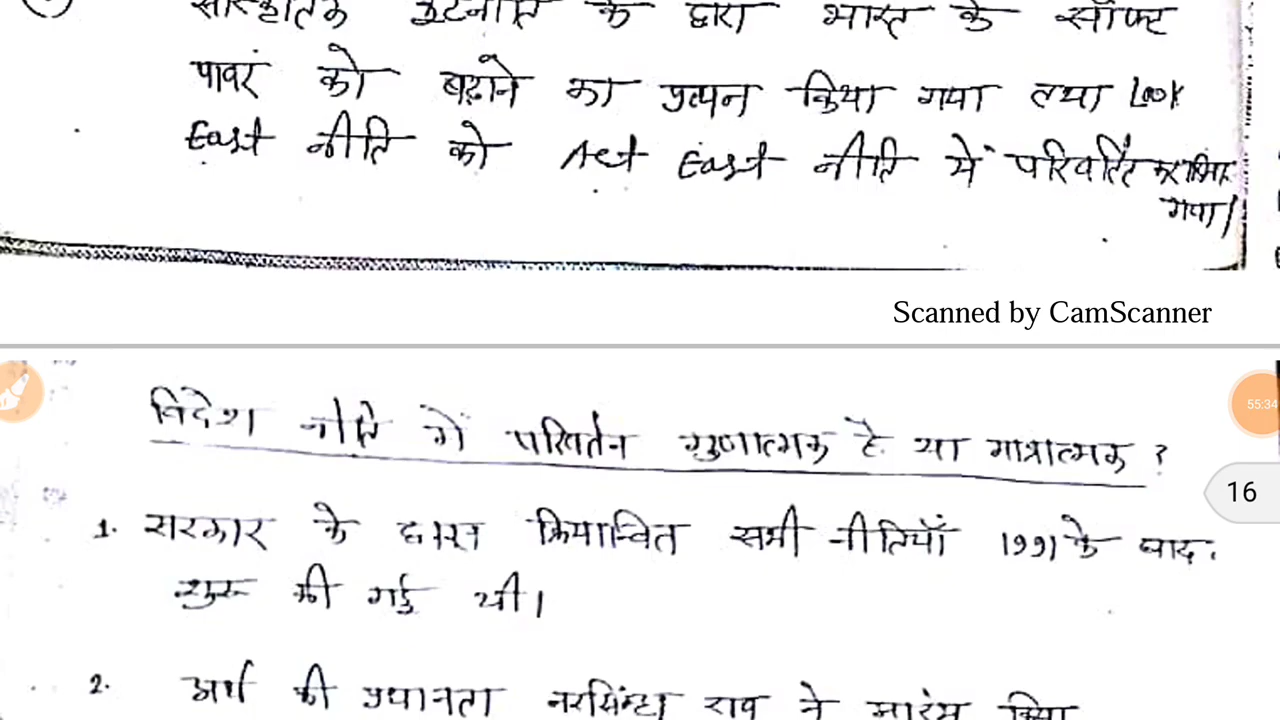 सांस्कृतिक कूटनीति के द्वारा भारत के सॉफ्ट
पावर को बढ़ाने का प्रयत्न किया गया तथा Look
East नीति को Act East नीति में परिवर्तित कर दिया
गया।
Scanned by CamScanner
विदेश नीति में परिवर्तन गुणात्मक है या मात्रात्मक ?
55:34
16
1. सरकार के द्वारा क्रियान्वित सभी नीतियाँ 1991 के बाद
शुरू की गई थी।
2. अर्थ की प्रधानता नरसिम्हा राव ने प्रारंभ किया